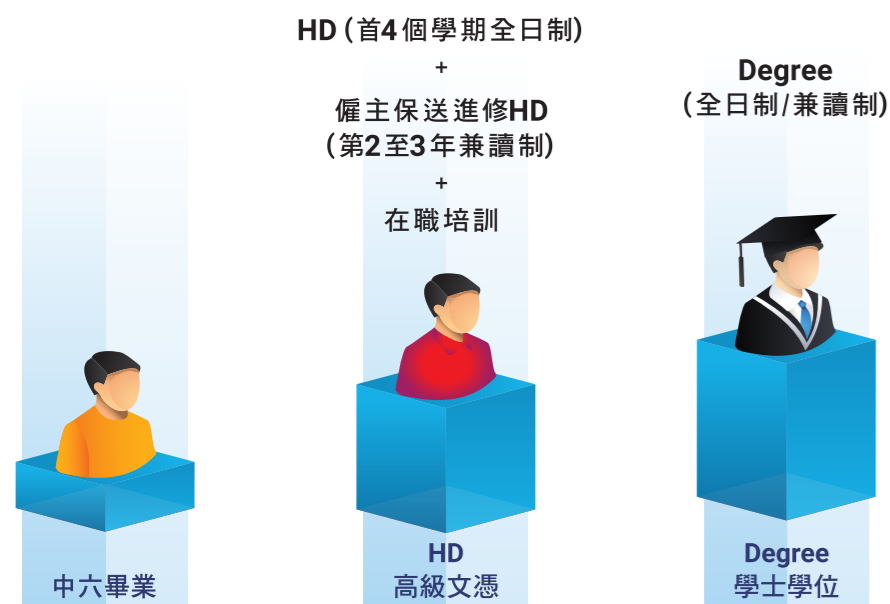 HD (首4個學期全日制)
+
僱主保送進修HD
(第2至3年兼讀制)
+
在職培訓
Degree
(全日制/兼讀制)
中六畢業
HD
高級文憑
Degree
學士學位